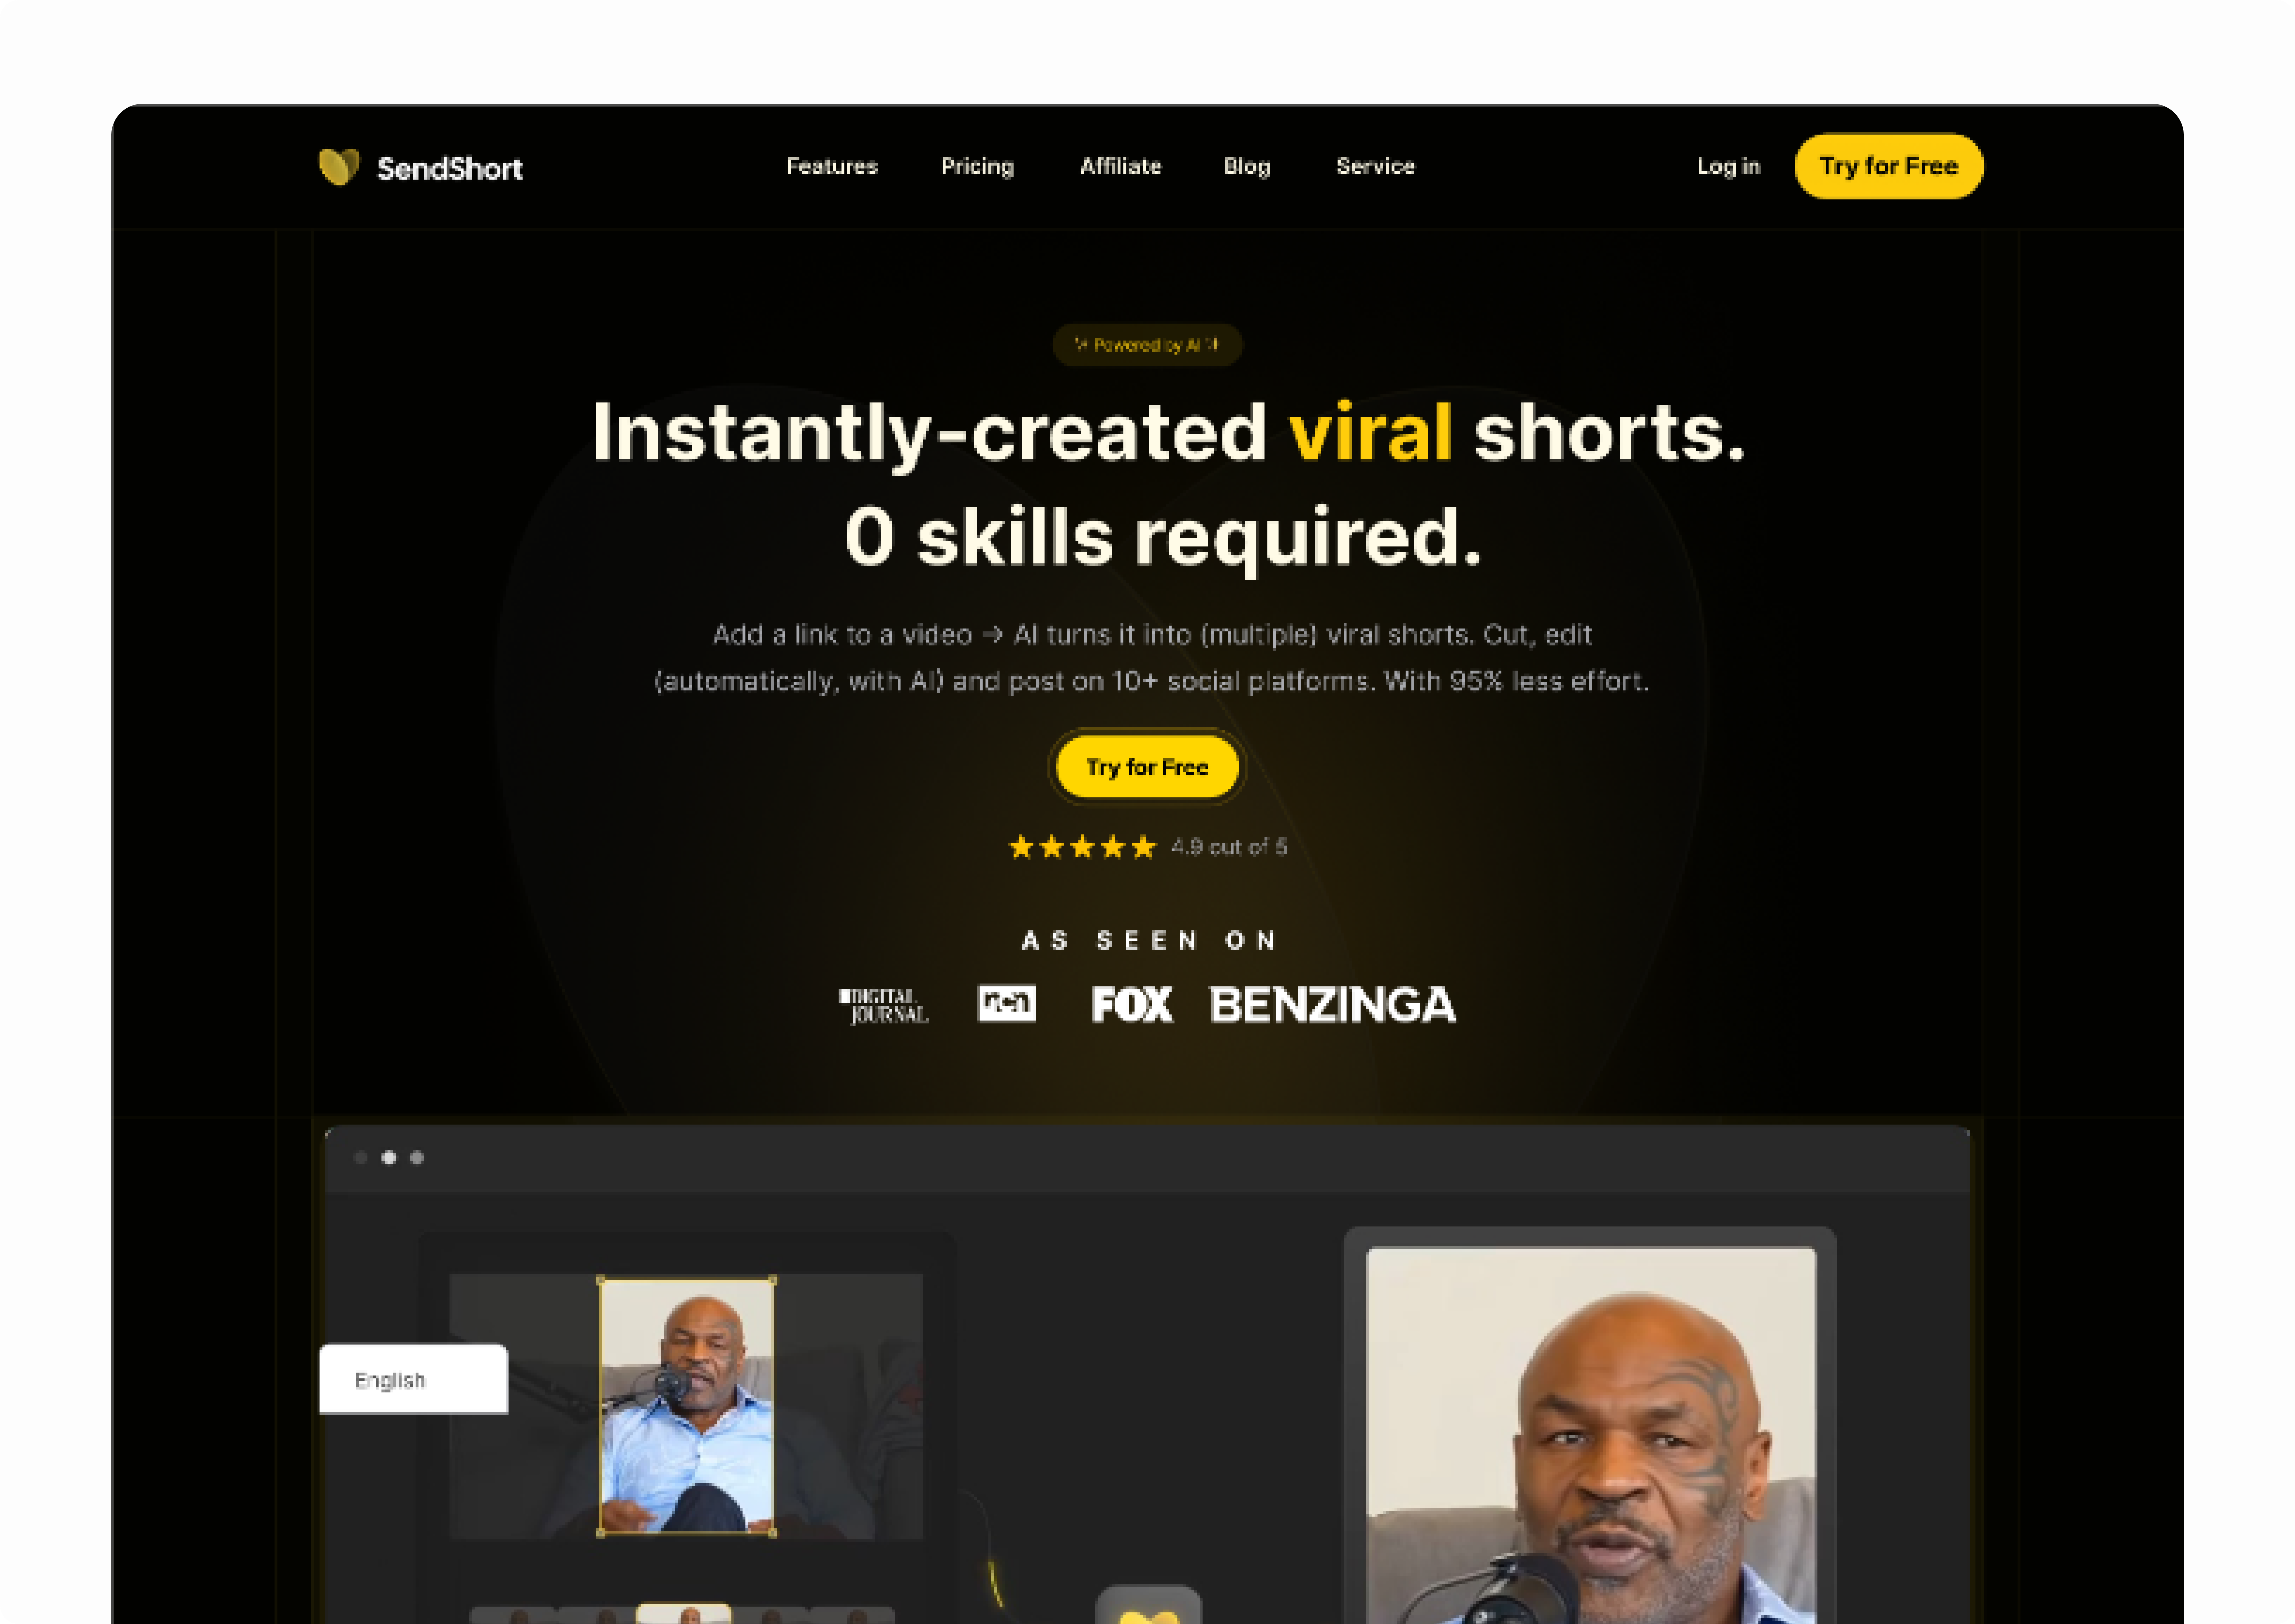 SendShort
Features Pricing Affiliate Blog Service
Log in
Try for Free
Powered by AI
Instantly-created viral shorts.
0 skills required.
Add a link to a video → AI turns it into (multiple) viral shorts. Cut, edit
(automatically, with AI) and post on 10+ social platforms. With 95% less effort.
Try for Free
4.9 out of 5
AS SEEN ON
DIGITAL
JOURNAL
FOX
BENZINGA
English